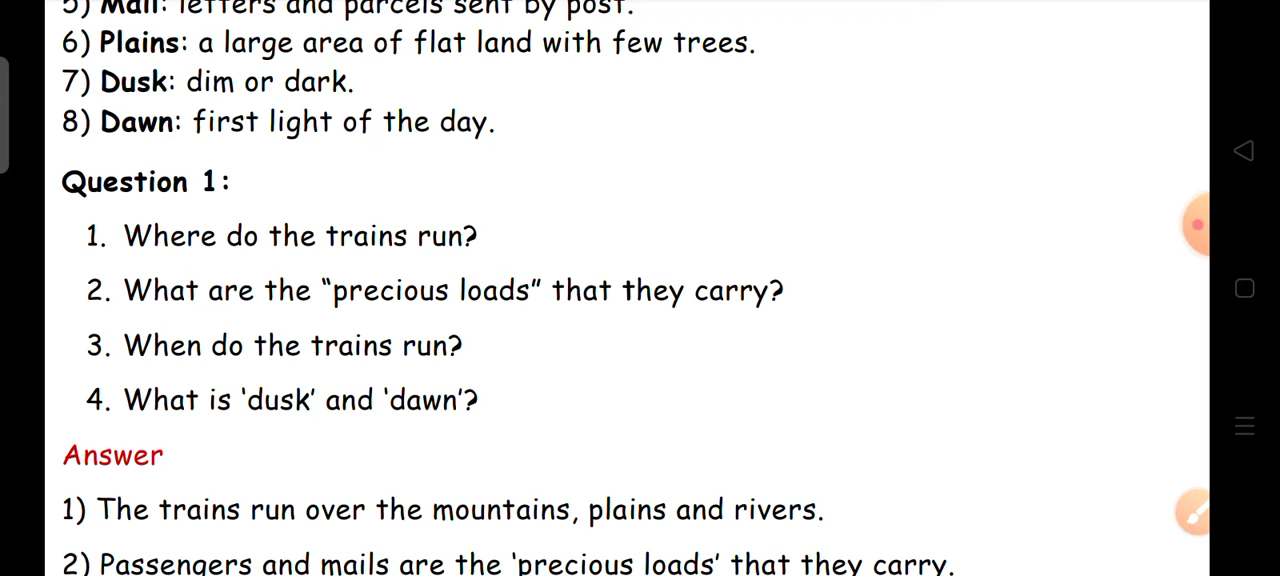 5) Mail: letters and parcels sent by post.
6) Plains: a large area of flat land with few trees.
7) Dusk: dim or dark.
8) Dawn: first light of the day.
Question 1:
1. Where do the trains run?
2. What are the “precious loads” that they carry?
3. When do the trains run?
4. What is ‘dusk’ and ‘dawn’?
Answer
1) The trains run over the mountains, plains and rivers.
2) Passengers and mails are the ‘precious loads’ that they carry.